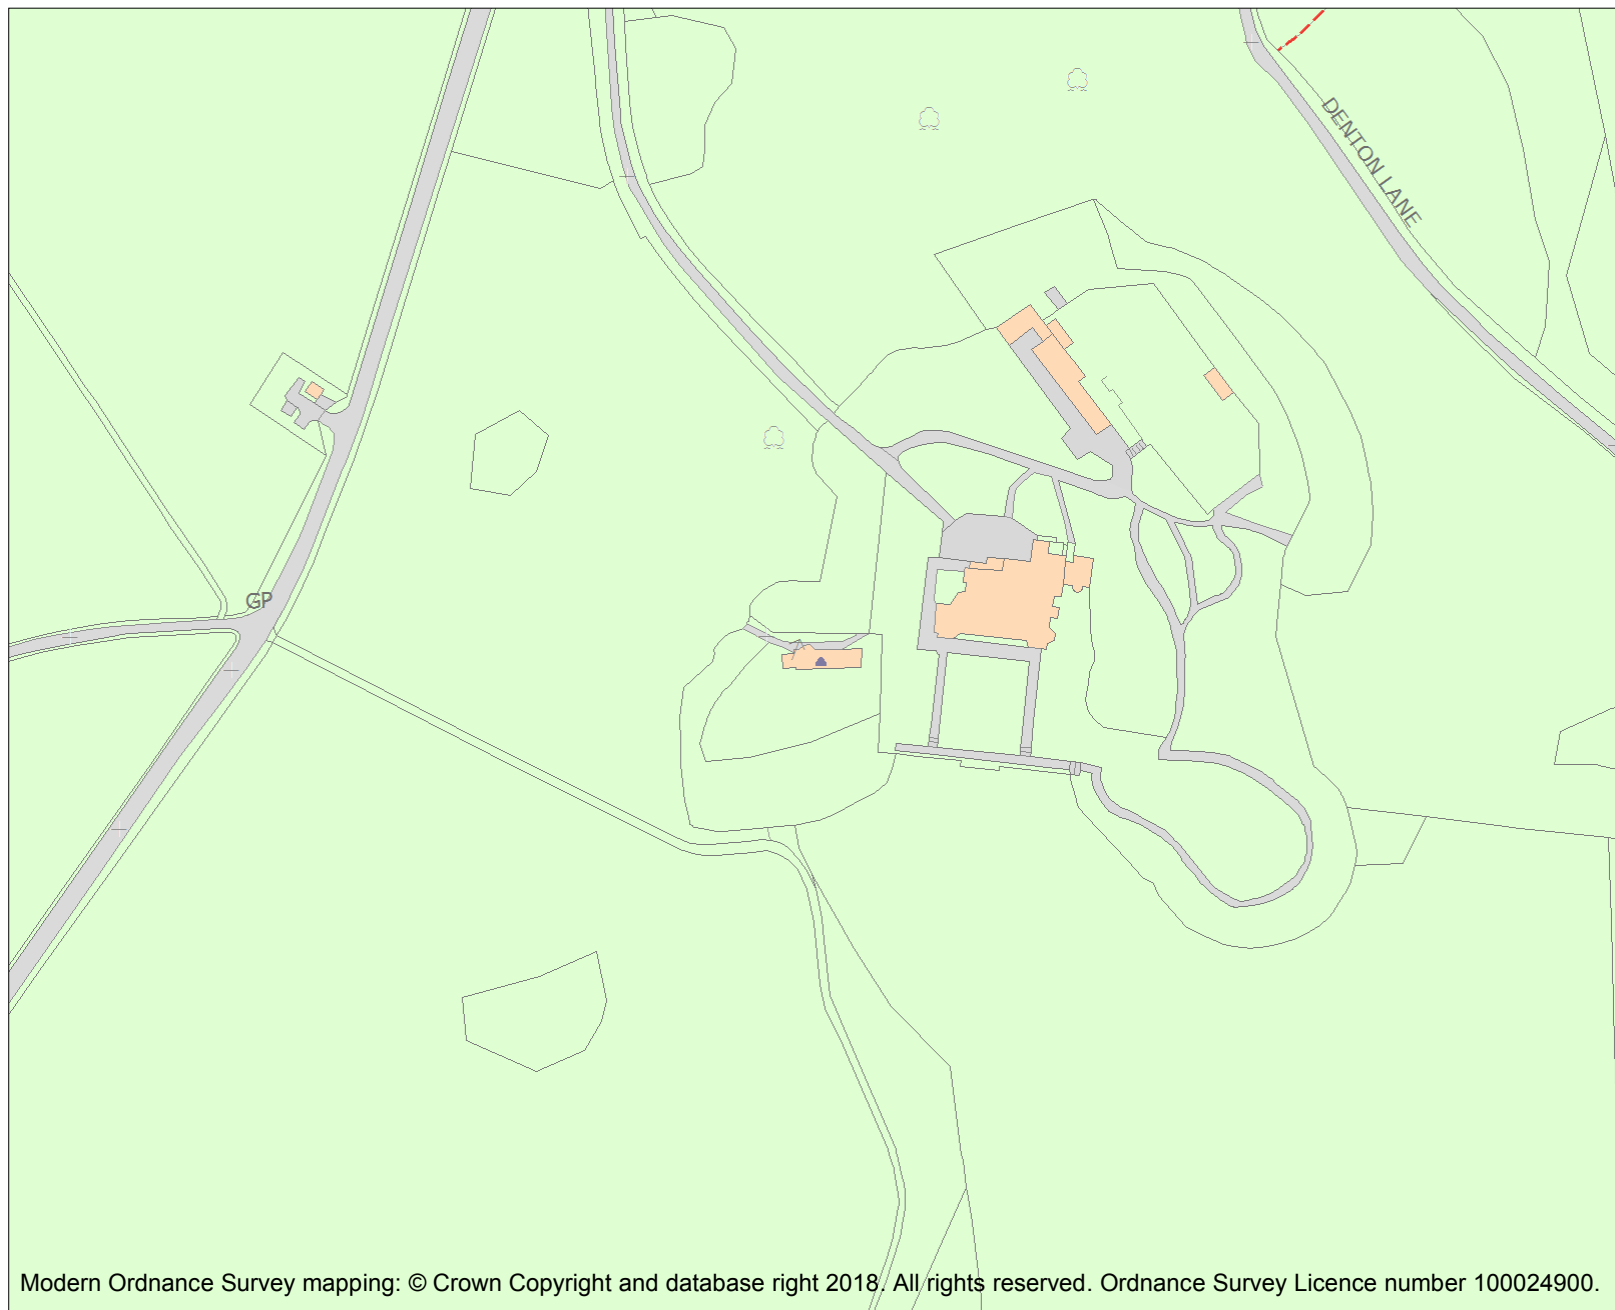 DENTON LANE
GP
Modern Ordnance Survey mapping: © Crown Copyright and database right 2018. All rights reserved. Ordnance Survey Licence number 100024900.